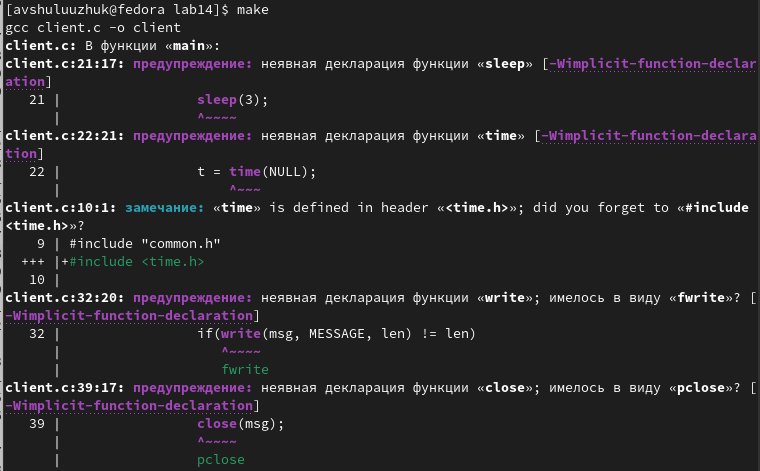 [avshuluuzhuk@fedora lab14]$ make
gcc client.c -o client
client.c: В функции «main»:
client.c:21:17: предупреждение: неявная декларация функции «sleep» [-Wimplicit-function-declar
ation]
   21 |                 sleep(3);
      |                 ^~~~~
client.c:22:21: предупреждение: неявная декларация функции «time» [-Wimplicit-function-declara
tion]
   22 |                 t = time(NULL);
      |                     ^~~~
client.c:10:1: замечание: «time» is defined in header «<time.h>»; did you forget to «#include
<time.h>»?
    9 | #include "common.h"
  +++ |+#include <time.h>
   10 |
client.c:32:20: предупреждение: неявная декларация функции «write»; имелось в виду «fwrite»? [
-Wimplicit-function-declaration]
   32 |                 if(write(msg, MESSAGE, len) != len)
      |                    ^~~~~
      |                    fwrite
client.c:39:17: предупреждение: неявная декларация функции «close»; имелось в виду «pclose»? [
-Wimplicit-function-declaration]
   39 |                 close(msg);
      |                 ^~~~~
      |                 pclose